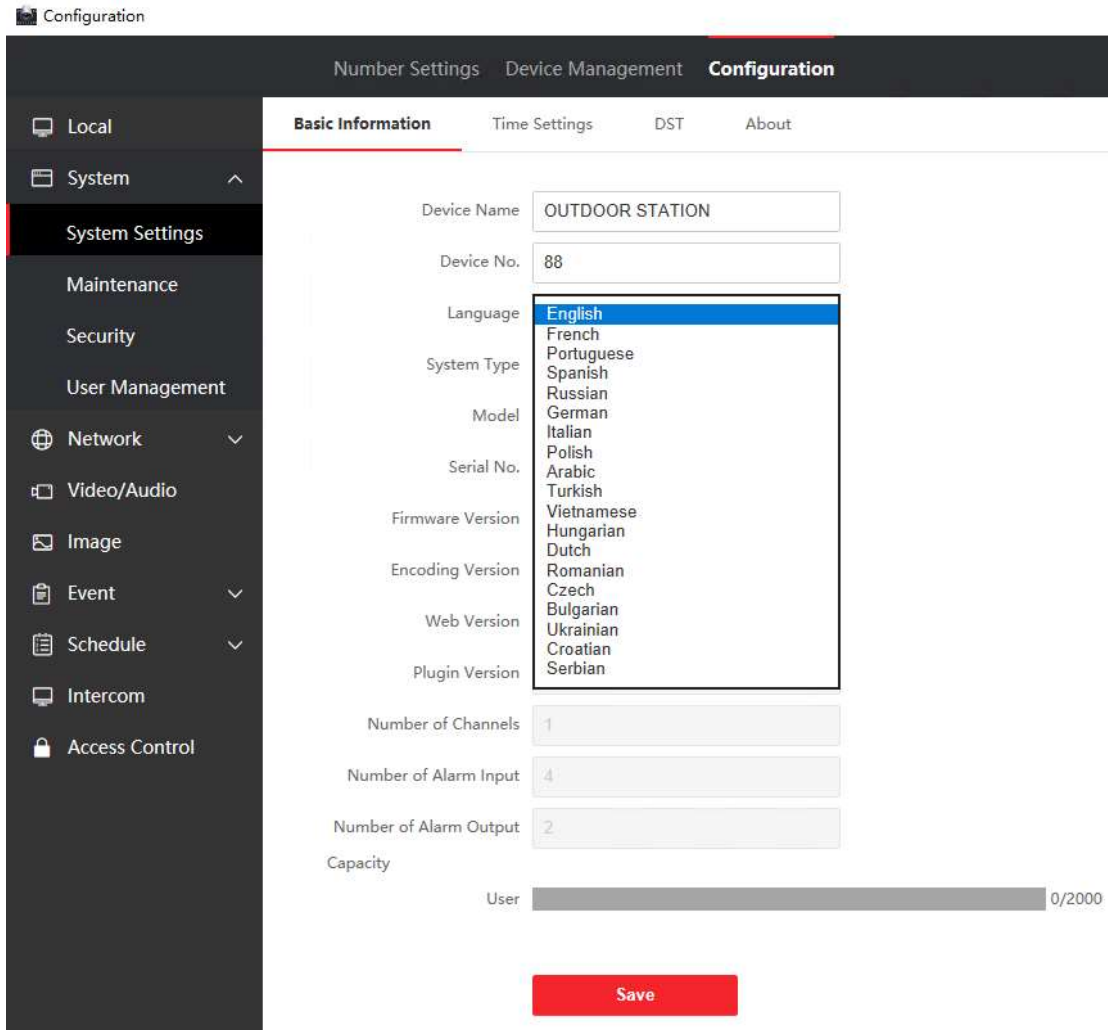 Configuration
Number Settings Device Management Configuration
Local
System
System Settings
Maintenance
Security
User Management
Network
Video/Audio
Image
Event
Schedule
Intercom
Access Control
Basic Information Time Settings DST About
Device Name OUTDOOR STATION
Device No. 88
Language
System Type
Model
Serial No.
Firmware Version
Encoding Version
Web Version
Plugin Version
English
French
Portuguese
Spanish
Russian
German
Italian
Polish
Arabic
Turkish
Vietnamese
Hungarian
Dutch
Romanian
Czech
Bulgarian
Ukrainian
Croatian
Serbian
Number of Channels 1
Number of Alarm Input 4
Number of Alarm Output 2
Capacity
User 0/2000
Save